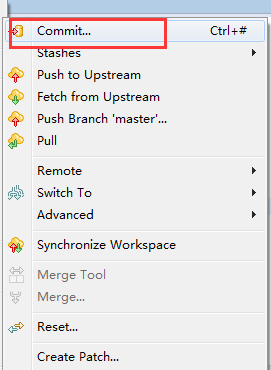 Commit... Ctrl+#
Stashes
Push to Upstream
Fetch from Upstream
Push Branch 'master'...
Pull
Remote
Switch To
Advanced
Synchronize Workspace
Merge Tool
Merge...
Reset...
Create Patch...